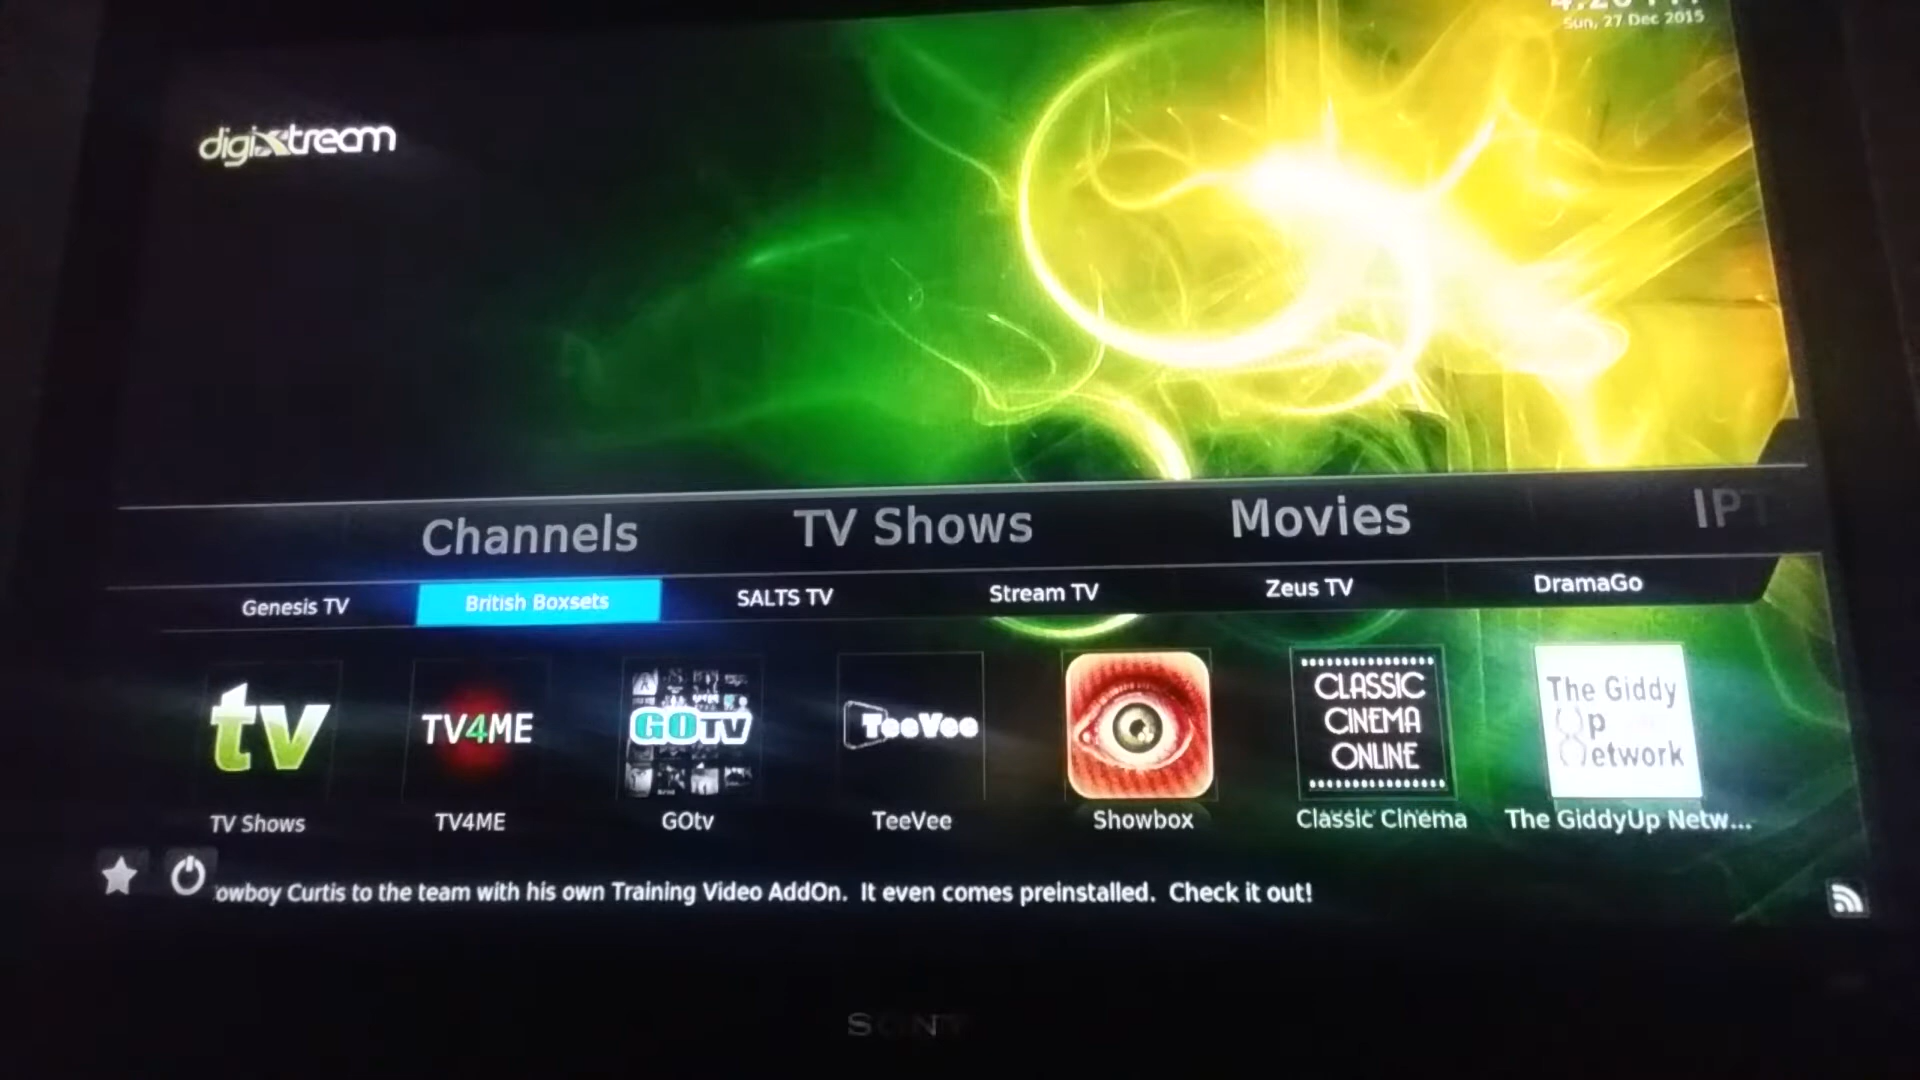 Sun, 27 Dec 2015
digixtream
Channels TV Shows Movies IPT
Genesis TV British Boxsets SALTS TV Stream TV Zeus TV DramaGo
tv TV4ME GOTV TeeVee CLASSIC CINEMA ONLINE The Giddy Up Network
TV Shows TV4ME GOtv TeeVee Showbox Classic Cinema The GiddyUp Netw...
owboy Curtis to the team with his own Training Video AddOn. It even comes preinstalled. Check it out!
SONY